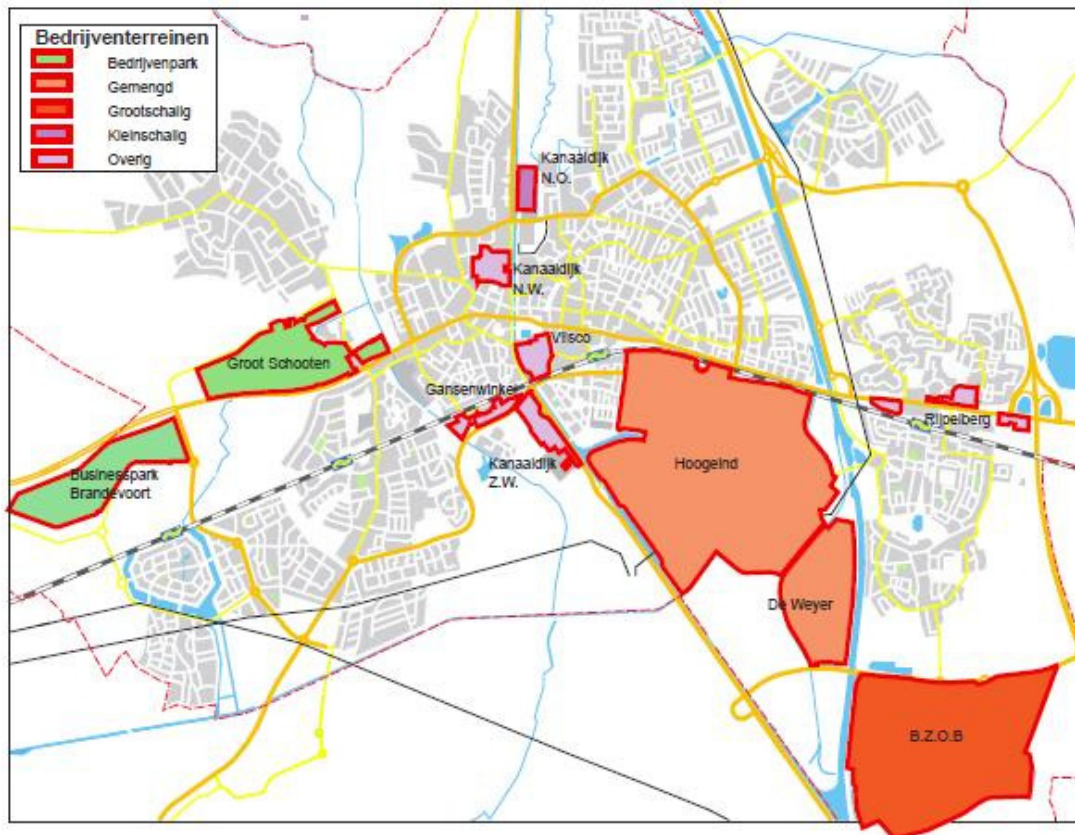 Bedrijventerreinen
Bedrijvenpark
Gemengd
Grootschalig
Kleinschalig
Overig
Kanaaldijk
N.O.
Kanaaldijk
N.W.
Vlisco
Groot Schooten
Gansenwinkel
Rijpelberg
Kanaaldijk
Z.W.
Hoogeind
Businesspark
Brandevoort
De Weyer
B.Z.O.B